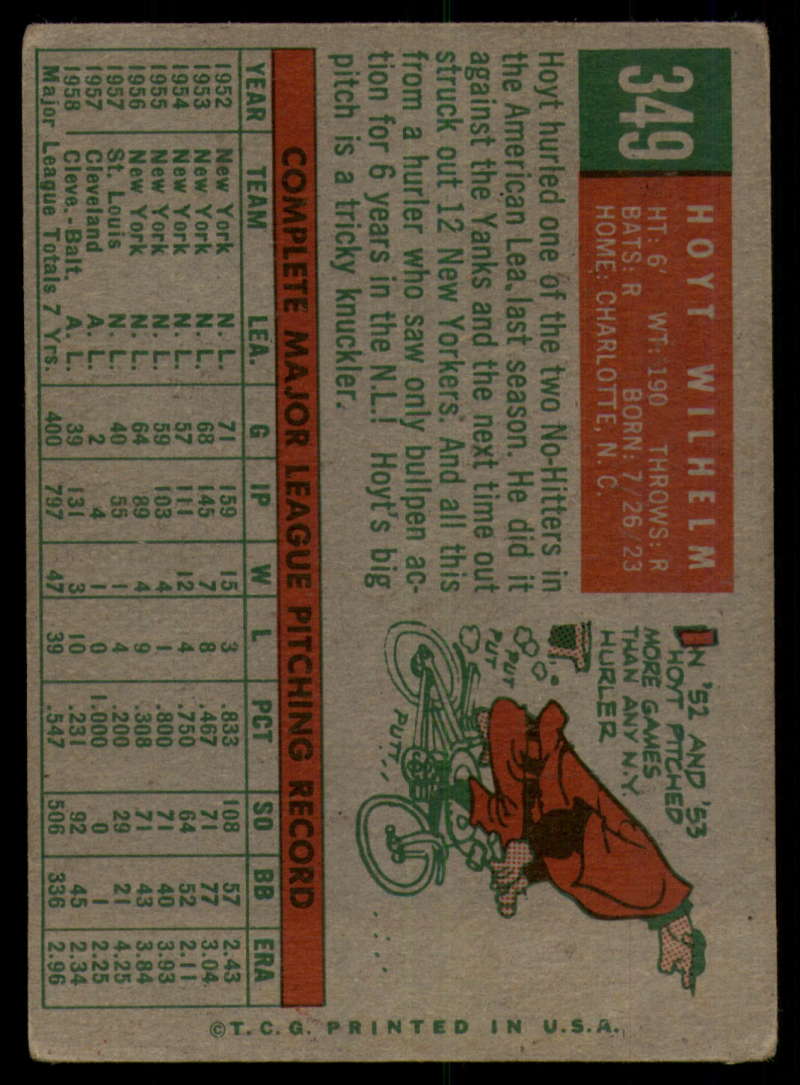 349
HOYT WILHELM
HT: 6' WT: 190 THROWS: R
BATS: R BORN: 7/26/23
HOME: CHARLOTTE, N. C.
Hoyt hurled one of the two No-Hitters in
the American Lea. last season. He did it
against the Yanks and the next time out
struck out 12 New Yorkers. And all this
from a hurler who saw only bullpen ac-
tion for 6 years in the N.L.! Hoyt's big
pitch is a tricky knuckler.
IN '52 AND '53
HOYT PITCHED
MORE GAMES
THAN ANY N.Y.
HURLER
PUT
PUT
PUT...
COMPLETE MAJOR LEAGUE PITCHING RECORD
YEAR TEAM LEA. G IP W L PCT SO BB ERA
1952 New York N. L. 71 159 15 3 .833 108 57 2.43
1953 New York N. L. 68 145 7 8 .467 71 77 3.04
1954 New York N. L. 57 111 12 4 .750 64 52 2.11
1955 New York N. L. 59 103 4 1 .800 71 40 3.93
1956 New York N. L. 64 89 4 9 .308 71 43 3.84
1957 St. Louis N. L. 40 55 1 4 .200 29 21 4.25
1957 Cleveland A. L. 2 4 1 0 1.000 0 1 2.25
1958 Cleve.-Balt. A. L. 39 131 3 10 .231 92 45 2.34
Major League Totals 7 Yrs. 400 797 47 39 .547 506 336 2.96
©T.C.G. PRINTED IN U.S.A.